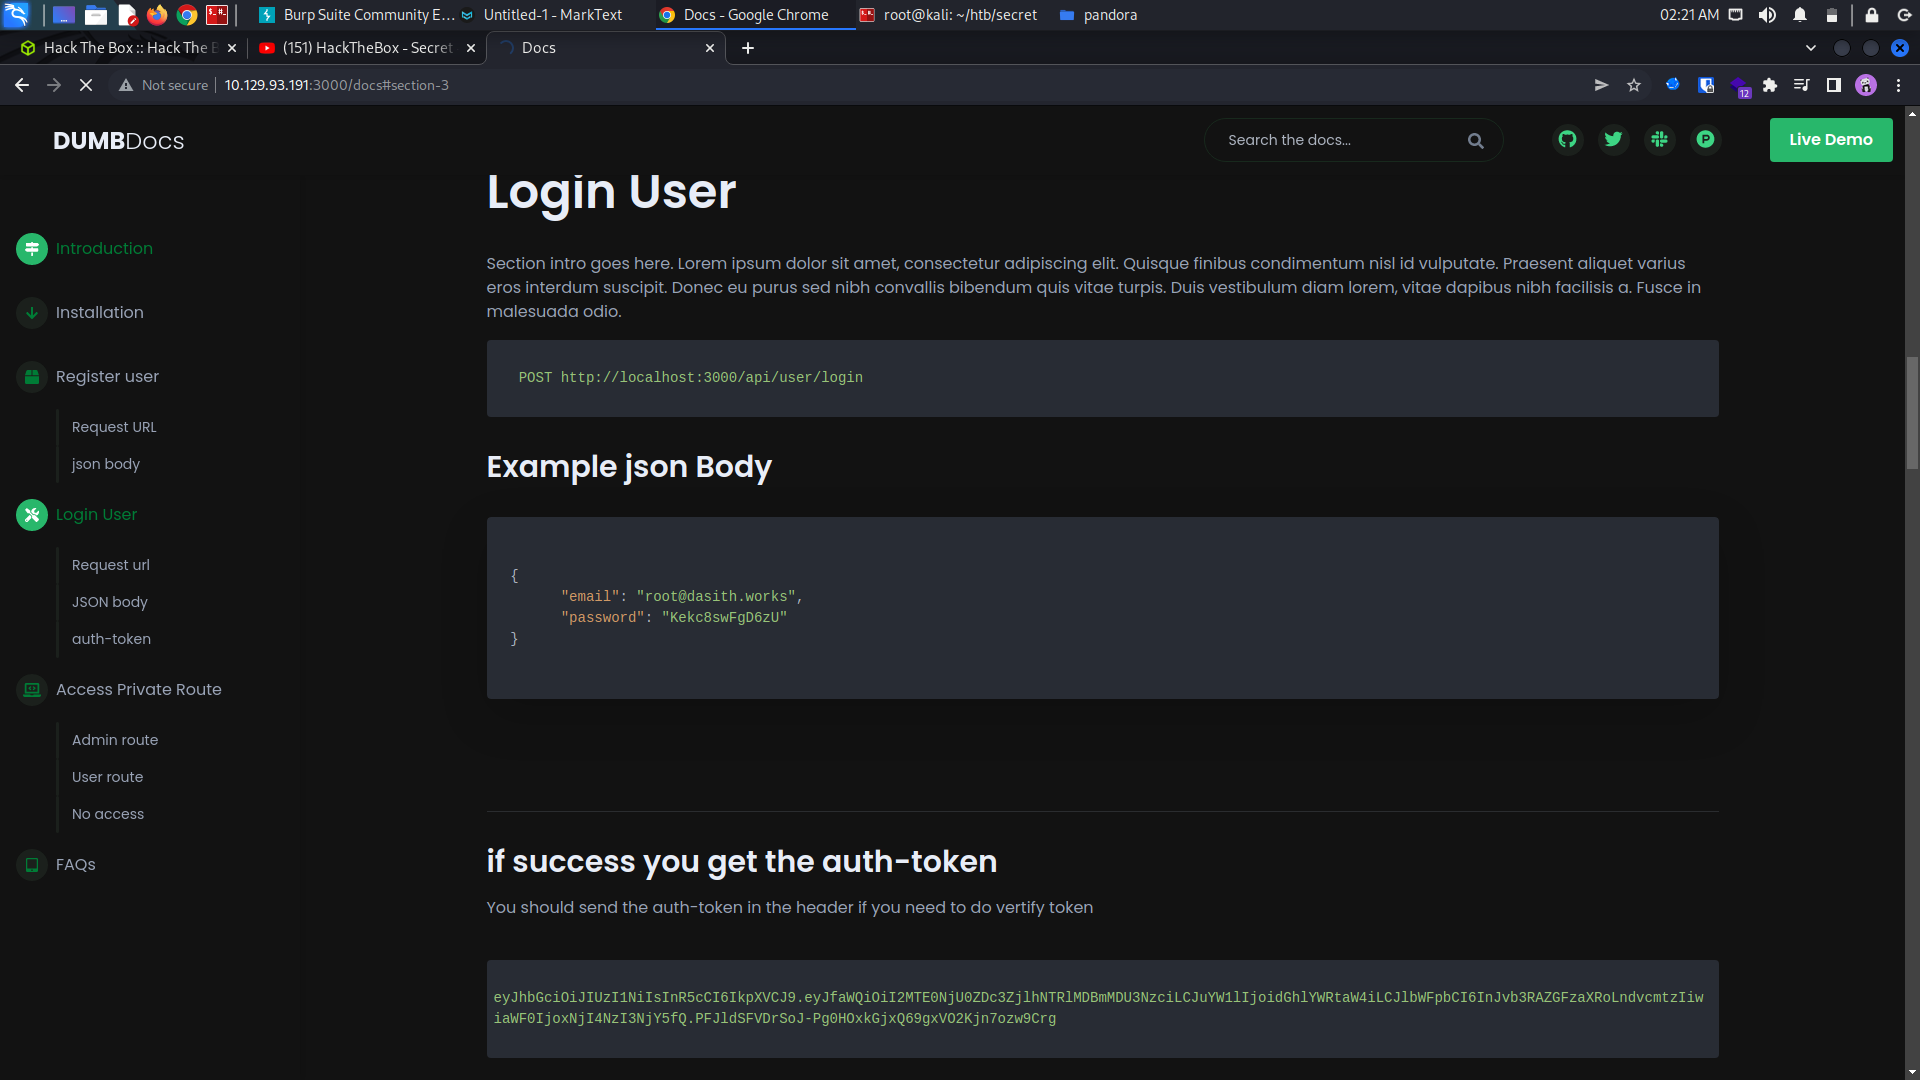 Burp Suite Community E...
Untitled-1 - MarkText
Docs - Google Chrome
root@kali: ~/htb/secret
pandora
02:21 AM
Hack The Box :: Hack The B
(151) HackTheBox - Secret
Docs
Not secure
10.129.93.191:3000/docs#section-3
12
DUMBDocs
Search the docs...
Live Demo
Introduction
Installation
Register user
Request URL
json body
Login User
Request url
JSON body
auth-token
Access Private Route
Admin route
User route
No access
FAQs
Login User
Section intro goes here. Lorem ipsum dolor sit amet, consectetur adipiscing elit. Quisque finibus condimentum nisl id vulputate. Praesent aliquet varius
eros interdum suscipit. Donec eu purus sed nibh convallis bibendum quis vitae turpis. Duis vestibulum diam lorem, vitae dapibus nibh facilisis a. Fusce in
malesuada odio.
POST http://localhost:3000/api/user/login
Example json Body
{
"email": "root@dasith.works",
"password": "Kekc8swFgD6zU"
}
if success you get the auth-token
You should send the auth-token in the header if you need to do vertify token
eyJhbGciOiJIUzI1NiIsInR5cCI6IkpXVCJ9.eyJfaWQiOiI2MTE0NjU0ZDc3ZjlhNTRlMDBmMDU3NzciLCJuYW1lIjoidGhlYWRtaW4iLCJlbWFpbCI6InJvb3RAZGFzaXRoLndvcmtzIiw
iaWF0IjoxNjI4NzI3NjY5fQ.PFJldSFVDrSoJ-Pg0HOxkGjxQ69gxVO2Kjn7ozw9Crg